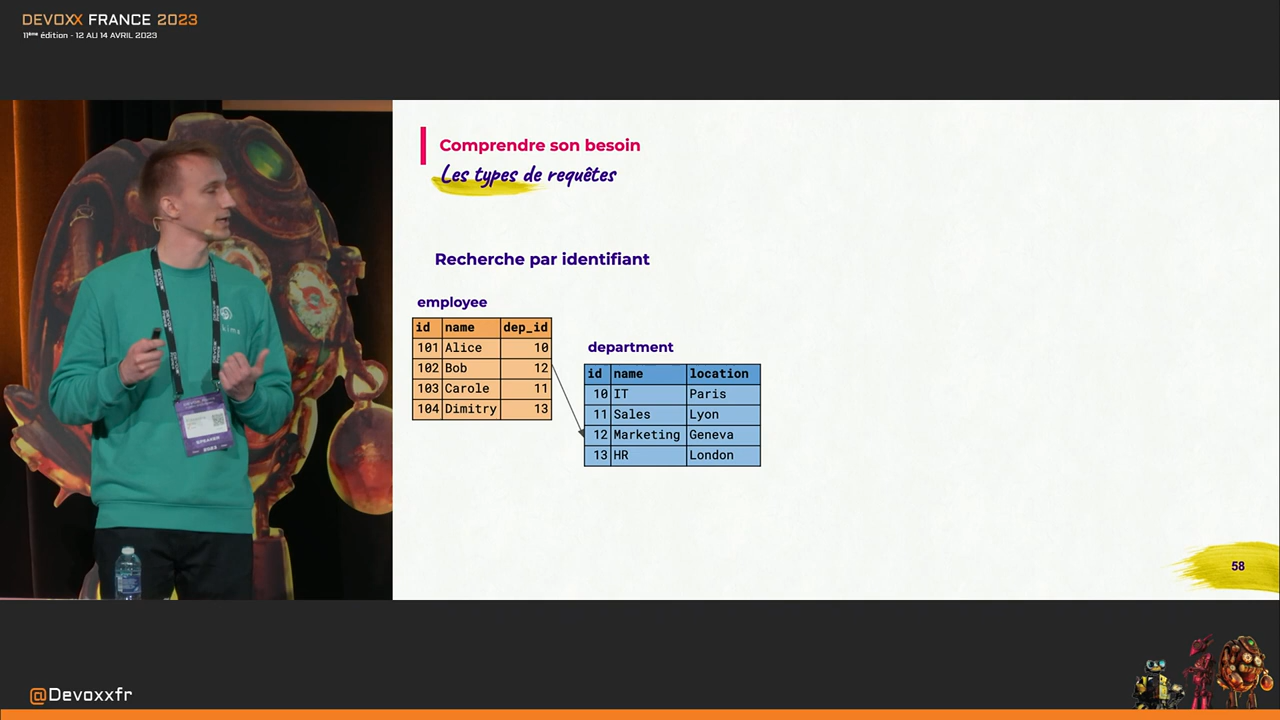 DEVOXX FRANCE 2023
11ème édition - 12 AU 14 AVRIL 2023
Comprendre son besoin
Les types de requêtes
Recherche par identifiant
employee
id name dep_id
101 Alice 10
102 Bob 12
103 Carole 11
104 Dimitry 13
department
id name location
10 IT Paris
11 Sales Lyon
12 Marketing Geneva
13 HR London
58
SPEAKER
2023
@Devoxxfr